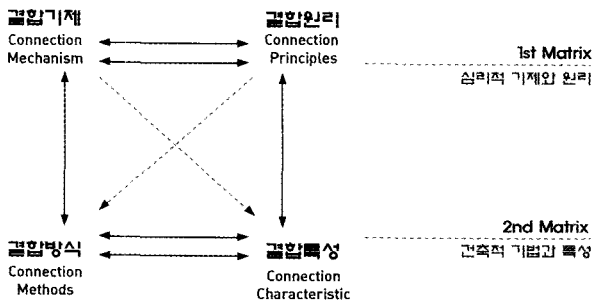 결합기제
Connection
Mechanism
결합원리
Connection
Principles
1st Matrix
심리적 기제와 원리
결합방식
Connection
Methods
결합특성
Connection
Characteristic
2nd Matrix
건축적 기법과 특성